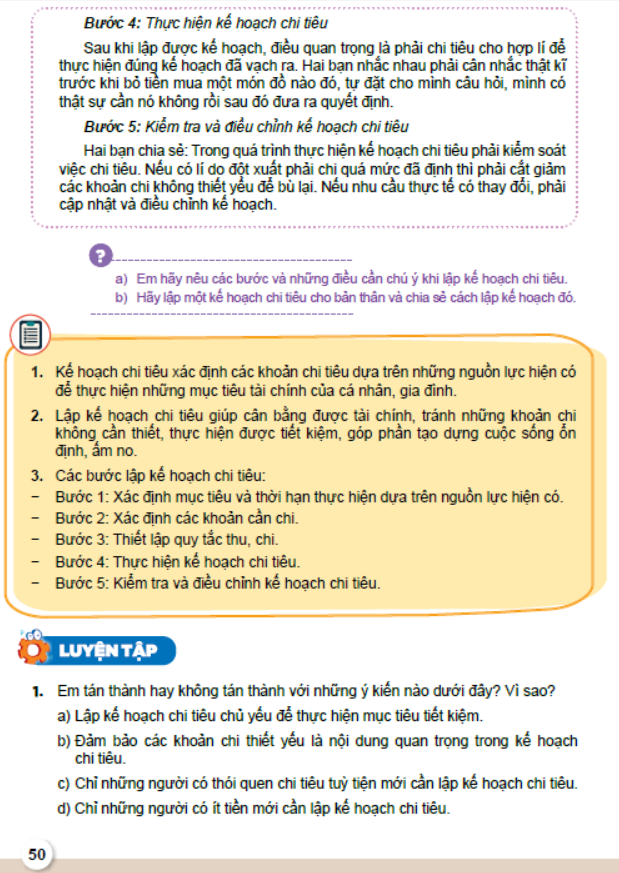 Bước 4: Thực hiện kế hoạch chi tiêu
Sau khi lập được kế hoạch, điều quan trọng là phải chi tiêu cho hợp lí để
thực hiện đúng kế hoạch đã vạch ra. Hai bạn nhắc nhau phải cân nhắc thật kĩ
trước khi bỏ tiền mua một món đồ nào đó, tự đặt cho mình câu hỏi, mình có
thật sự cần nó không rồi sau đó đưa ra quyết định.
Bước 5: Kiểm tra và điều chỉnh kế hoạch chi tiêu
Hai bạn chia sẻ: Trong quá trình thực hiện kế hoạch chi tiêu phải kiểm soát
việc chi tiêu. Nếu có lí do đột xuất phải chi quá mức đã định thì phải cắt giảm
các khoản chi không thiết yếu để bù lại. Nếu nhu cầu thực tế có thay đổi, phải
cập nhật và điều chỉnh kế hoạch.
?
a) Em hãy nêu các bước và những điều cần chú ý khi lập kế hoạch chi tiêu.
b) Hãy lập một kế hoạch chi tiêu cho bản thân và chia sẻ cách lập kế hoạch đó.
1. Kế hoạch chi tiêu xác định các khoản chi tiêu dựa trên những nguồn lực hiện có
để thực hiện những mục tiêu tài chính của cá nhân, gia đình.
2. Lập kế hoạch chi tiêu giúp cân bằng được tài chính, tránh những khoản chi
không cần thiết, thực hiện được tiết kiệm, góp phần tạo dựng cuộc sống ổn
định, ấm no.
3. Các bước lập kế hoạch chi tiêu:
– Bước 1: Xác định mục tiêu và thời hạn thực hiện dựa trên nguồn lực hiện có.
– Bước 2: Xác định các khoản cần chi.
– Bước 3: Thiết lập quy tắc thu, chi.
– Bước 4: Thực hiện kế hoạch chi tiêu.
– Bước 5: Kiểm tra và điều chỉnh kế hoạch chi tiêu.
LUYỆN TẬP
1. Em tán thành hay không tán thành với những ý kiến nào dưới đây? Vì sao?
a) Lập kế hoạch chi tiêu chủ yếu để thực hiện mục tiêu tiết kiệm.
b) Đảm bảo các khoản chi thiết yếu là nội dung quan trọng trong kế hoạch
chi tiêu.
c) Chỉ những người có thói quen chi tiêu tuỳ tiện mới cần lập kế hoạch chi tiêu.
d) Chỉ những người có ít tiền mới cần lập kế hoạch chi tiêu.
50